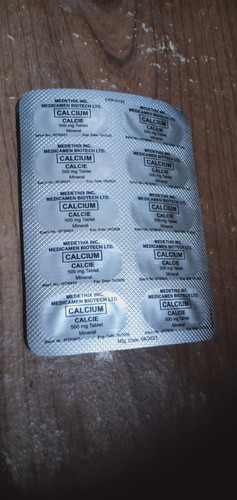 MEDETHIX INC.
MEDICAMEN BIOTECH LTD.
CALCIUM
CALCIE
500 mg Tablet
Mineral
MEDETHIX INC.
MEDICAMEN BIOTECH LTD.
CALCIUM
CALCIE
500 mg Tablet
Mineral
MEDETHIX INC.
MEDICAMEN BIOTECH LTD.
CALCIUM
CALCIE
500 mg Tablet
Mineral
MEDETHIX INC.
MEDICAMEN BIOTECH LTD.
CALCIUM
CALCIE
500 mg Tablet
Mineral
MEDETHIX INC.
MEDICAMEN BIOTECH LTD.
CALCIUM
CALCIE
500 mg Tablet
Mineral
MEDETHIX INC.
MEDICAMEN BIOTECH LTD.
CALCIUM
CALCIE
500 mg Tablet
Mineral
MEDETHIX INC.
MEDICAMEN BIOTECH LTD.
CALCIUM
CALCIE
500 mg Tablet
Mineral
MEDETHIX INC.
MEDICAMEN BIOTECH LTD.
CALCIUM
CALCIE
500 mg Tablet
Mineral
MEDETHIX INC.
MEDICAMEN BIOTECH LTD.
CALCIUM
CALCIE
500 mg Tablet
Mineral
MEDETHIX INC.
MEDICAMEN BIOTECH LTD.
CALCIUM
CALCIE
500 mg Tablet
Mineral